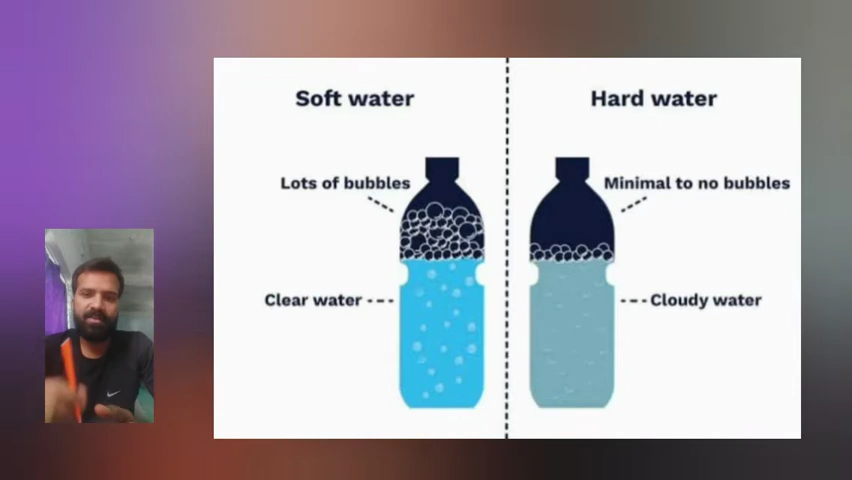 Soft water
Hard water
Lots of bubbles
Minimal to no bubbles
Clear water
Cloudy water